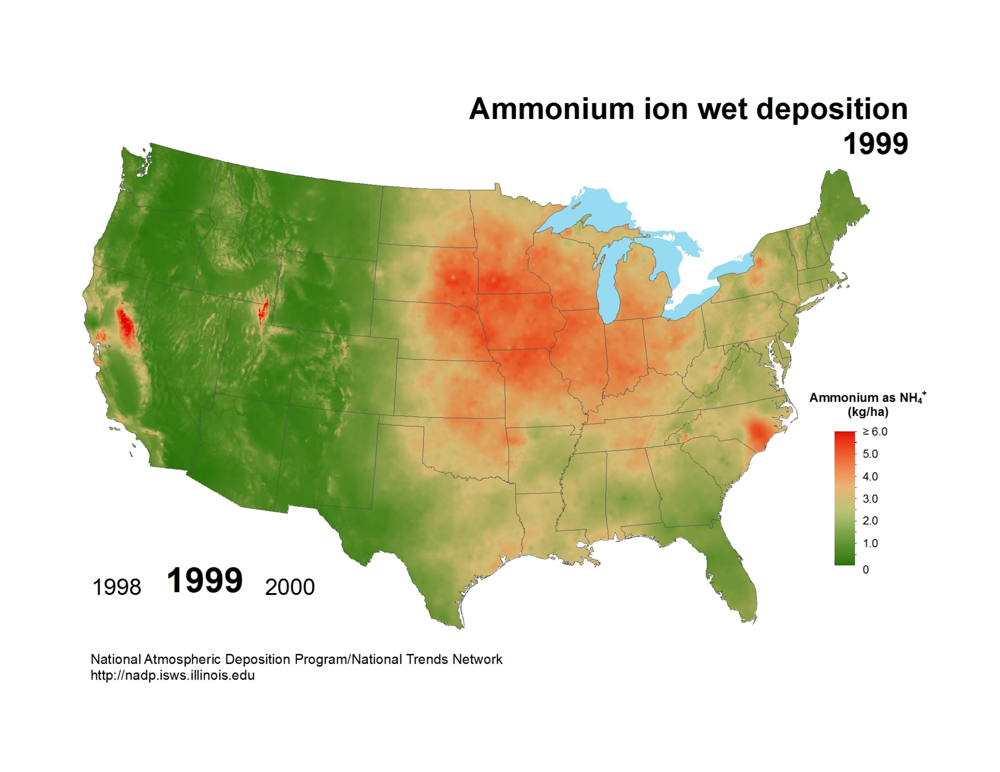 Ammonium ion wet deposition
1999
Ammonium as NH₄⁺
(kg/ha)
≥ 6.0
5.0
4.0
3.0
2.0
1.0
0
1998 1999 2000
National Atmospheric Deposition Program/National Trends Network
http://nadp.isws.illinois.edu